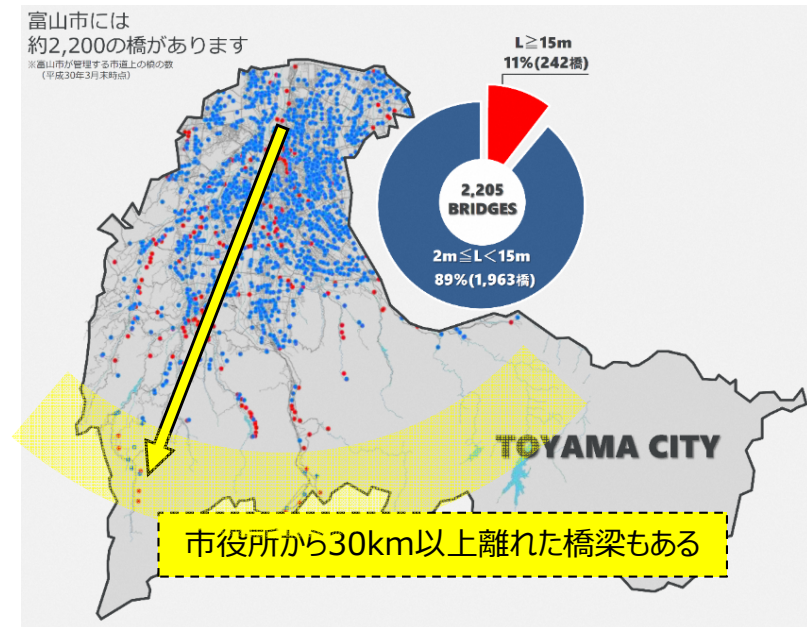 富山市には
約2,200の橋があります
※富山市が管理する市道上の橋の数
(平成30年3月末時点)
L≧15m
11%(242橋)
2,205
BRIDGES
2m≦L<15m
89%(1,963橋)
TOYAMA CITY
市役所から30km以上離れた橋梁もある